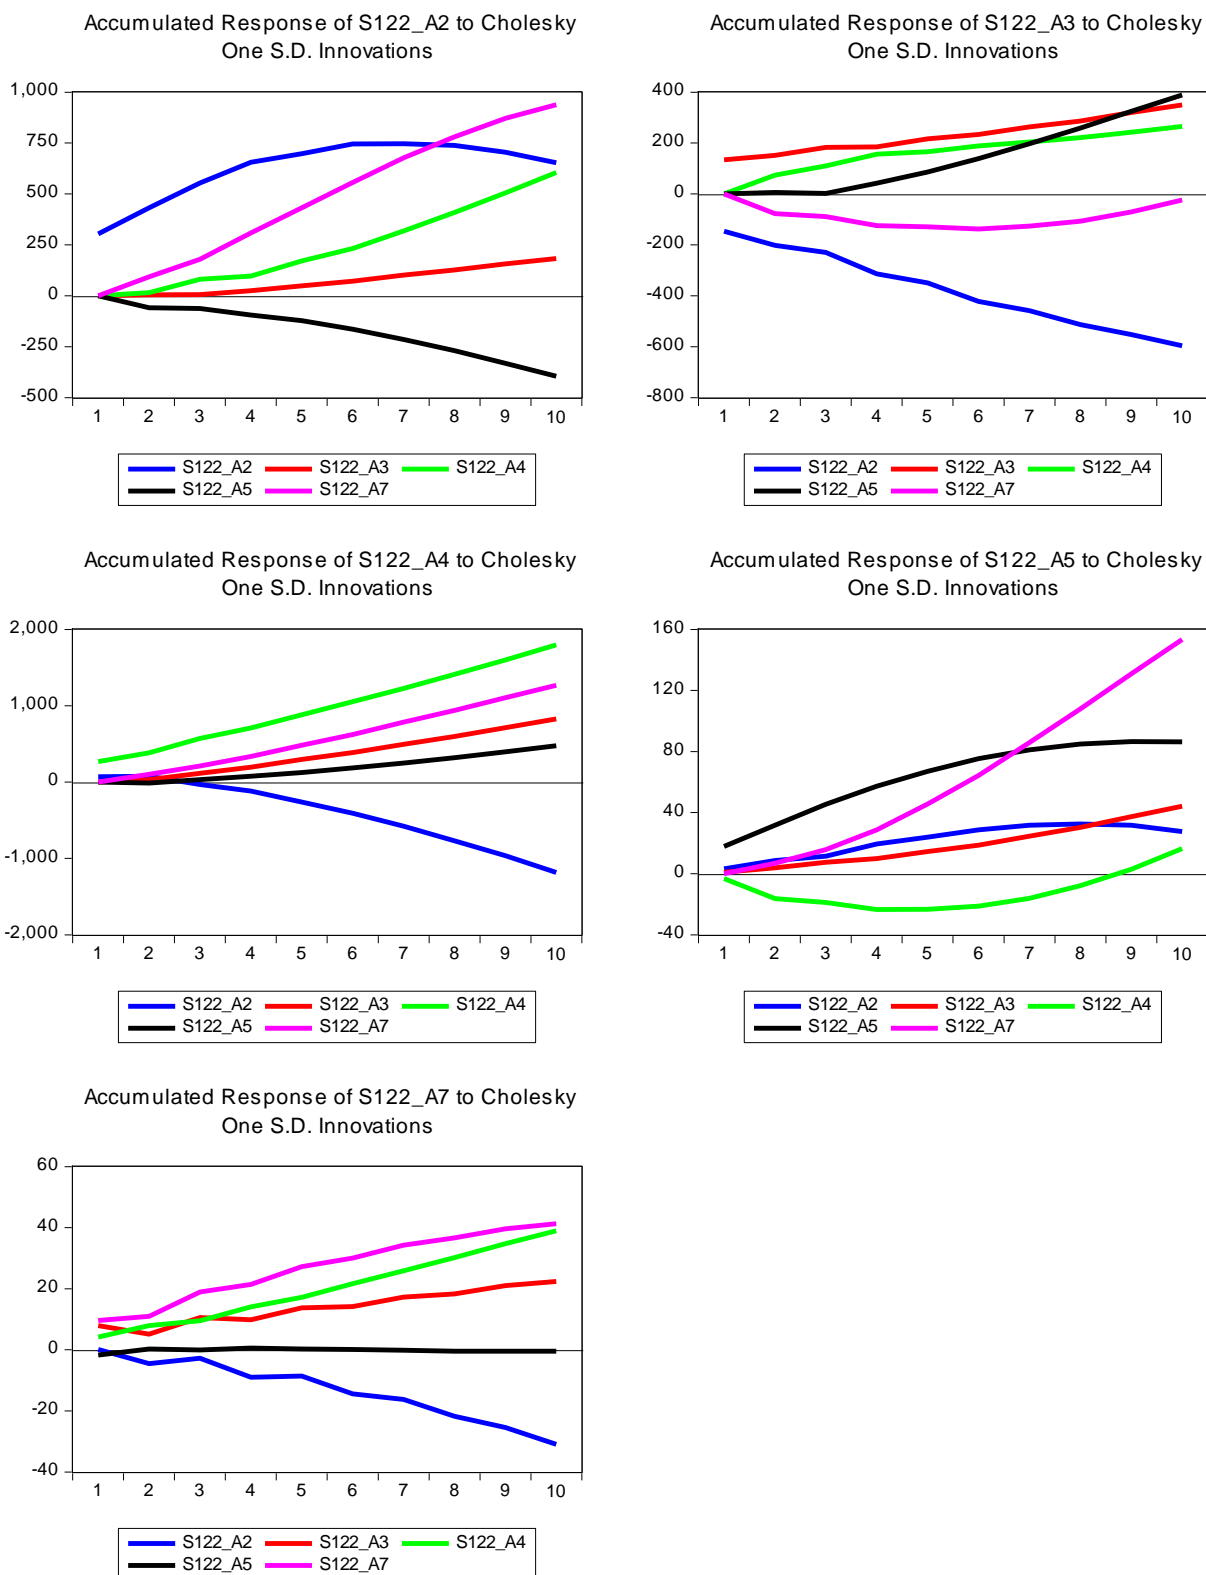 Accumulated Response of S122_A2 to Cholesky
One S.D. Innovations
1,000
750
500
250
0
-250
-500
1 2 3 4 5 6 7 8 9 10
S122_A2 S122_A3 S122_A4
S122_A5 S122_A7
Accumulated Response of S122_A3 to Cholesky
One S.D. Innovations
400
200
0
-200
-400
-600
-800
1 2 3 4 5 6 7 8 9 10
S122_A2 S122_A3 S122_A4
S122_A5 S122_A7
Accumulated Response of S122_A4 to Cholesky
One S.D. Innovations
2,000
1,000
0
-1,000
-2,000
1 2 3 4 5 6 7 8 9 10
S122_A2 S122_A3 S122_A4
S122_A5 S122_A7
Accumulated Response of S122_A5 to Cholesky
One S.D. Innovations
160
120
80
40
0
-40
1 2 3 4 5 6 7 8 9 10
S122_A2 S122_A3 S122_A4
S122_A5 S122_A7
Accumulated Response of S122_A7 to Cholesky
One S.D. Innovations
60
40
20
0
-20
-40
1 2 3 4 5 6 7 8 9 10
S122_A2 S122_A3 S122_A4
S122_A5 S122_A7